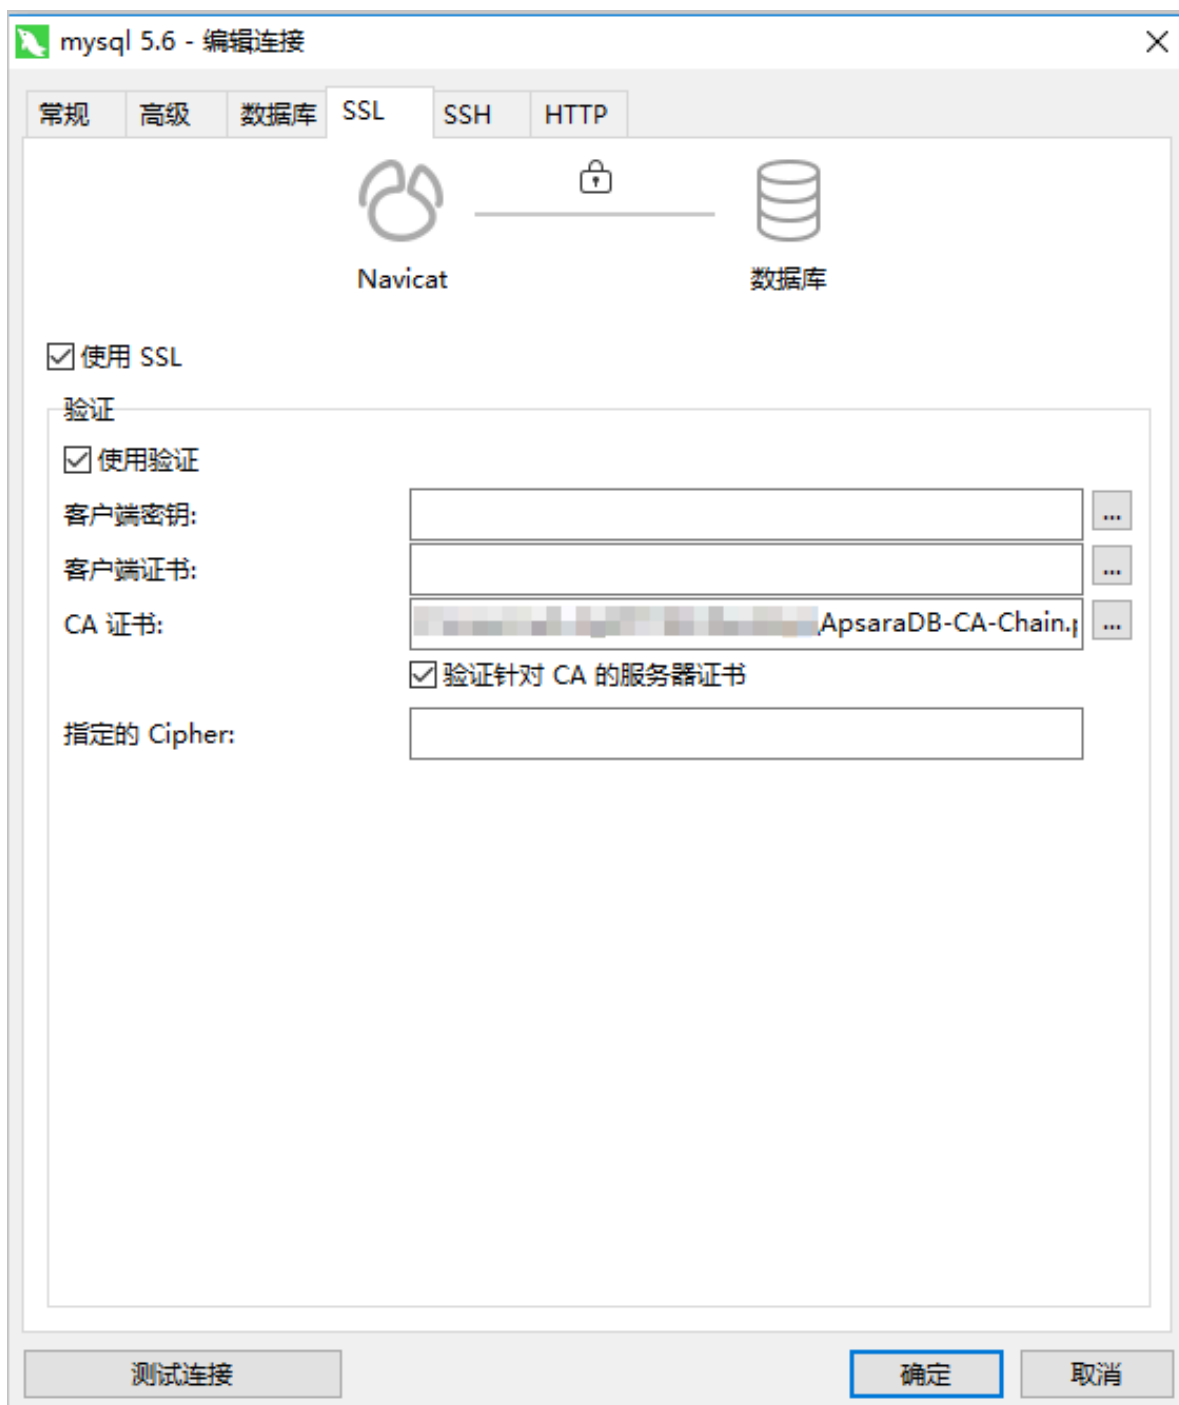 mysql 5.6 - 编辑连接
常规 高级 数据库 SSL SSH HTTP
Navicat 数据库
使用 SSL
验证
使用验证
客户端密钥: ...
客户端证书: ...
CA 证书: ApsaraDB-CA-Chain.p ...
验证针对 CA 的服务器证书
指定的 Cipher:
测试连接 确定 取消